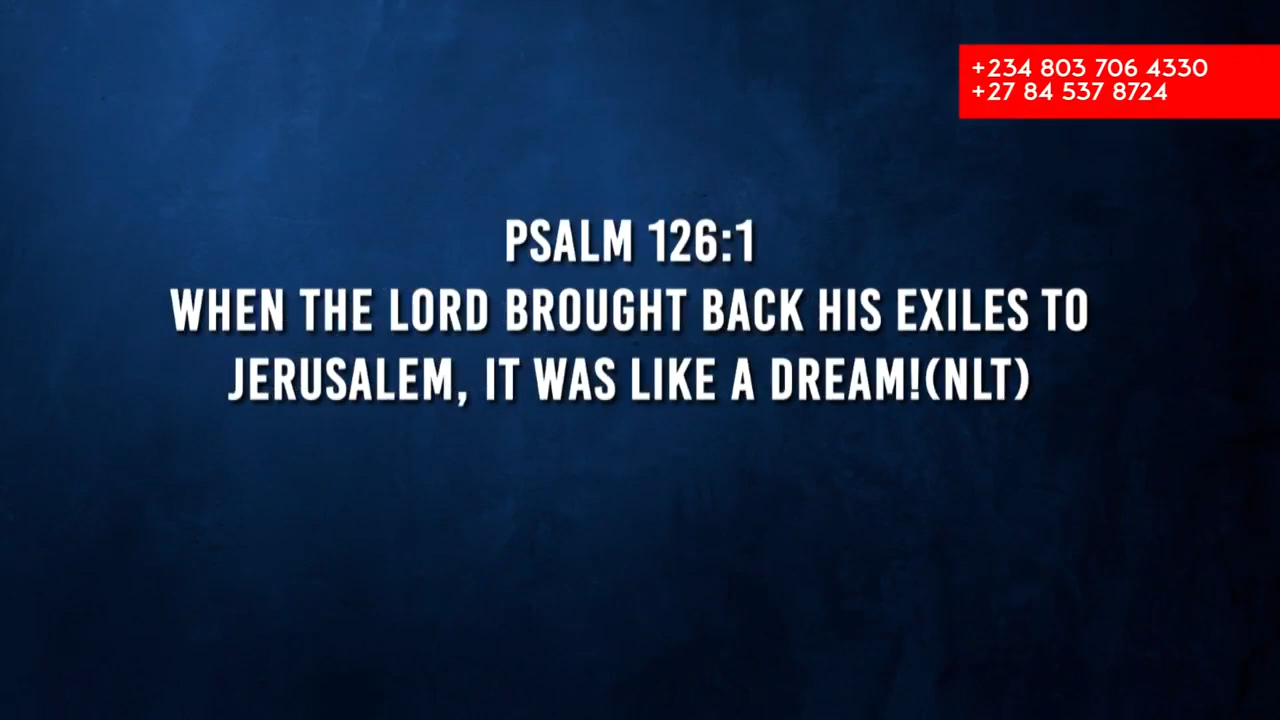 +234 803 706 4330
+27 84 537 8724
PSALM 126:1
WHEN THE LORD BROUGHT BACK HIS EXILES TO
JERUSALEM, IT WAS LIKE A DREAM!(NLT)